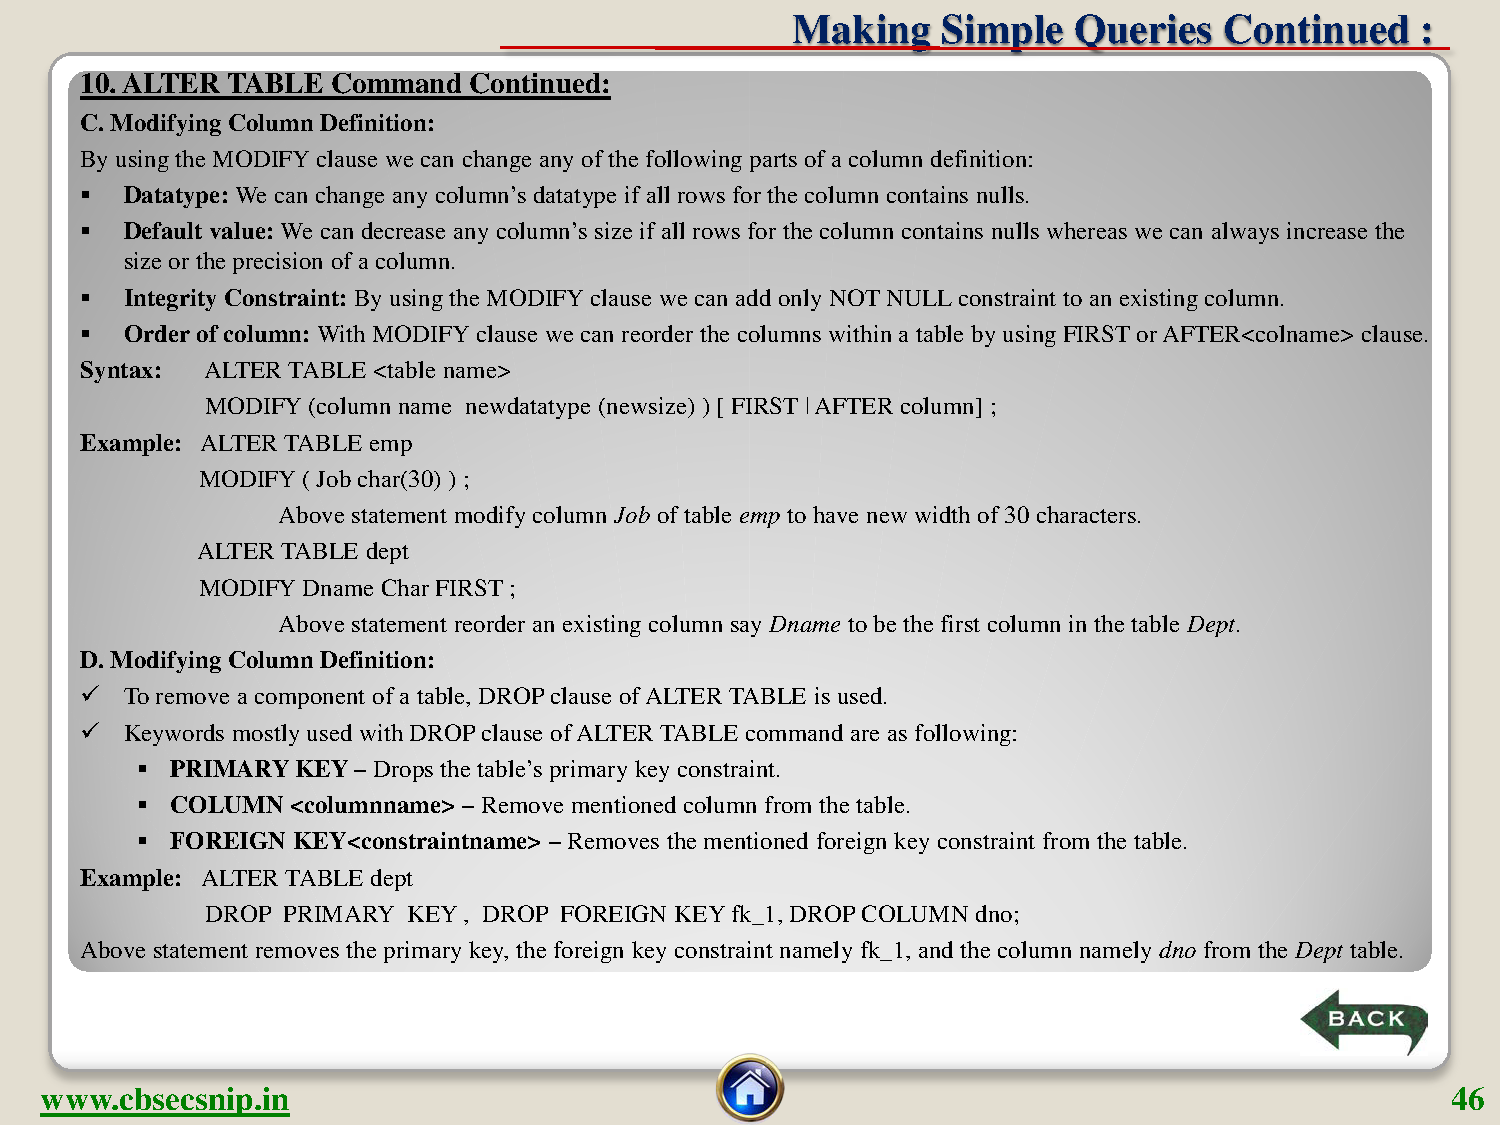 Making Simple Queries Continued :
10. ALTER TABLE Command Continued:
C. Modifying Column Definition:
By using the MODIFY clause we can change any of the following parts of a column definition:
▪ Datatype: We can change any column’s datatype if all rows for the column contains nulls.
▪ Default value: We can decrease any column’s size if all rows for the column contains nulls whereas we can always increase the
size or the precision of a column.
▪ Integrity Constraint: By using the MODIFY clause we can add only NOT NULL constraint to an existing column.
▪ Order of column: With MODIFY clause we can reorder the columns within a table by using FIRST or AFTER<colname> clause.
Syntax: ALTER TABLE <table name>
MODIFY (column name newdatatype (newsize) ) [ FIRST | AFTER column] ;
Example: ALTER TABLE emp
MODIFY ( Job char(30) ) ;
Above statement modify column Job of table emp to have new width of 30 characters.
ALTER TABLE dept
MODIFY Dname Char FIRST ;
Above statement reorder an existing column say Dname to be the first column in the table Dept.
D. Modifying Column Definition:
✓ To remove a component of a table, DROP clause of ALTER TABLE is used.
✓ Keywords mostly used with DROP clause of ALTER TABLE command are as following:
▪ PRIMARY KEY – Drops the table’s primary key constraint.
▪ COLUMN <columnname> – Remove mentioned column from the table.
▪ FOREIGN KEY<constraintname> – Removes the mentioned foreign key constraint from the table.
Example: ALTER TABLE dept
DROP PRIMARY KEY , DROP FOREIGN KEY fk_1, DROP COLUMN dno;
Above statement removes the primary key, the foreign key constraint namely fk_1, and the column namely dno from the Dept table.
BACK
www.cbsecsnip.in
46